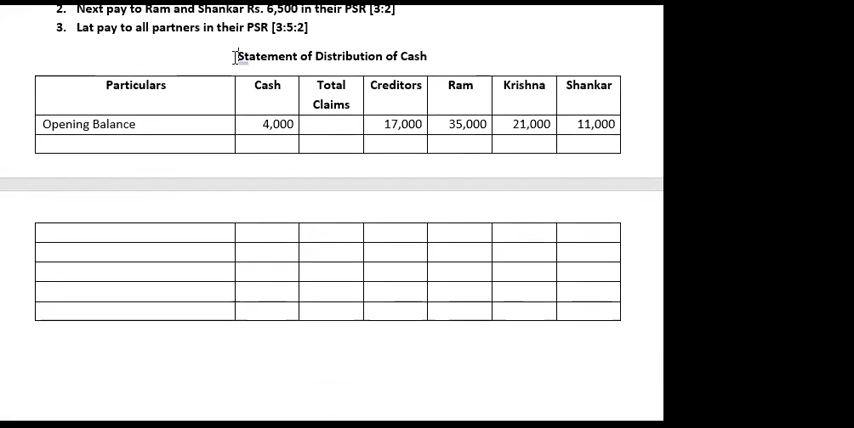 2. Next pay to Ram and Shankar Rs. 6,500 in their PSR [3:2]
3. Lat pay to all partners in their PSR [3:5:2]
Statement of Distribution of Cash
Particulars Cash Total Claims Creditors Ram Krishna Shankar
Opening Balance 4,000 17,000 35,000 21,000 11,000